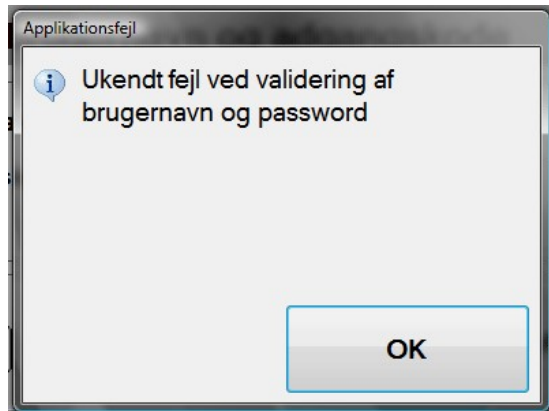 Applikationsfejl
Ukendt fejl ved validering af
brugernavn og password
OK